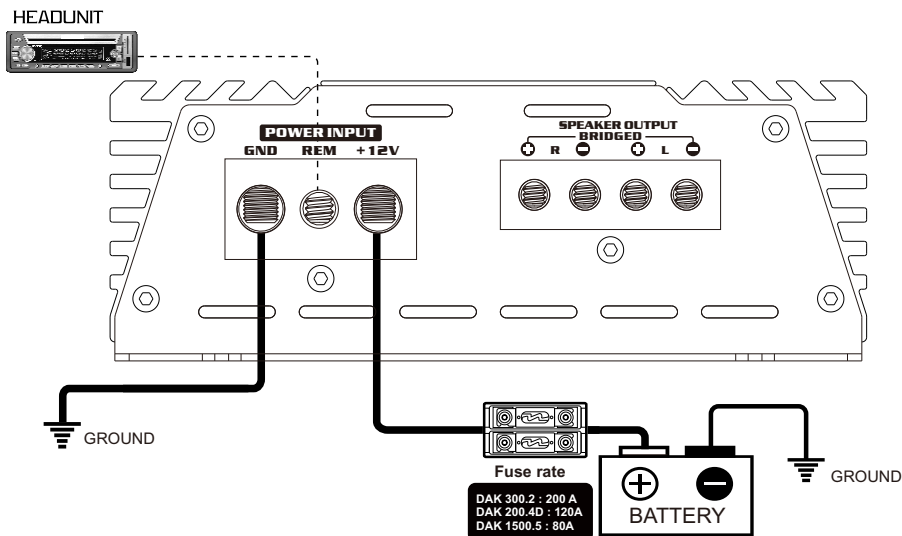 HEADUNIT
POWER INPUT
GND REM +12V
SPEAKER OUTPUT
BRIDGED
+ R - + L -
GROUND
Fuse rate
DAK 300.2 : 200 A
DAK 200.4D : 120A
DAK 1500.5 : 80A
+ -
BATTERY
GROUND